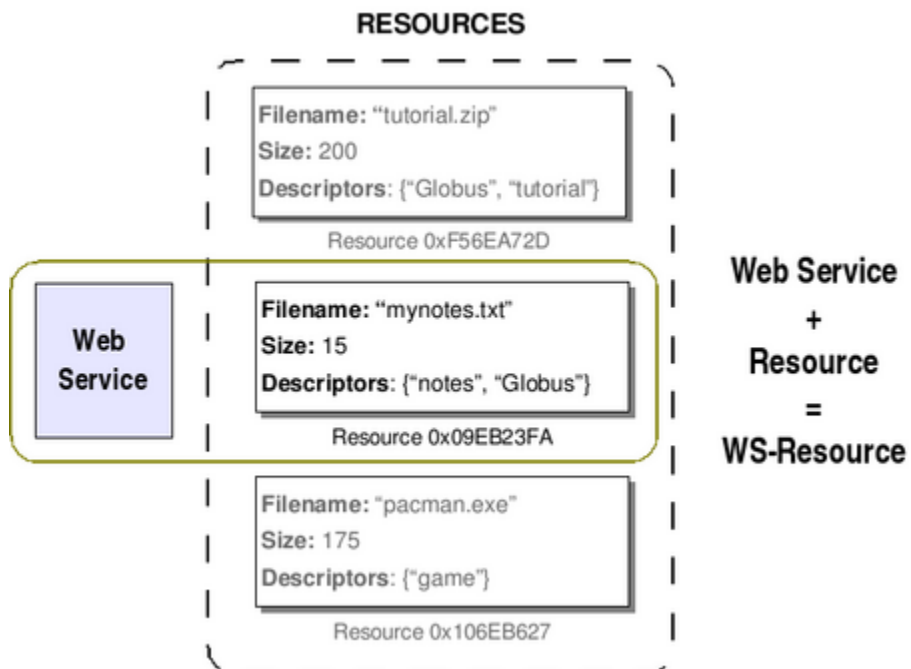 RESOURCES
Filename: “tutorial.zip”
Size: 200
Descriptors: {“Globus”, “tutorial”}
Resource 0xF56EA72D
Web
Service
Filename: “mynotes.txt”
Size: 15
Descriptors: {“notes”, “Globus”}
Resource 0x09EB23FA
Filename: “pacman.exe”
Size: 175
Descriptors: {“game”}
Resource 0x106EB627
Web Service
+
Resource
=
WS-Resource